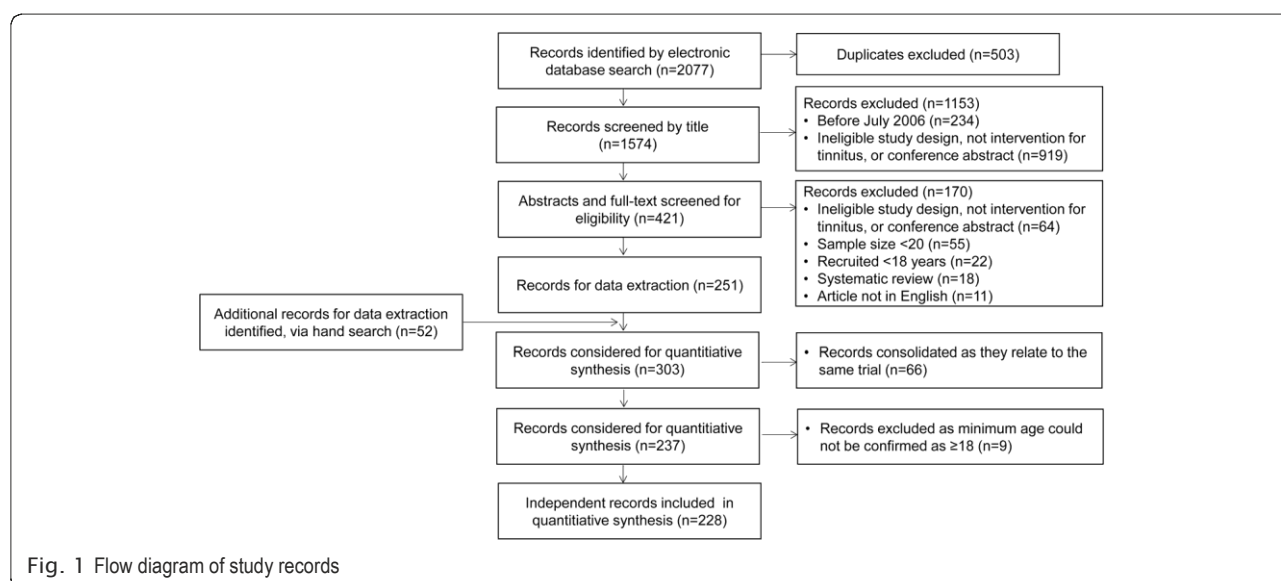 Records identified by electronic
database search (n=2077)
Duplicates excluded (n=503)
Records screened by title
(n=1574)
Records excluded (n=1153)
• Before July 2006 (n=234)
• Ineligible study design, not intervention for
tinnitus, or conference abstract (n=919)
Abstracts and full-text screened for
eligibility (n=421)
Records excluded (n=170)
• Ineligible study design, not intervention for
tinnitus, or conference abstract (n=64)
• Sample size <20 (n=55)
• Recruited <18 years (n=22)
• Systematic review (n=18)
• Article not in English (n=11)
Records for data extraction (n=251)
Additional records for data extraction
identified, via hand search (n=52)
Records considered for quantitative
synthesis (n=303)
• Records consolidated as they relate to the
same trial (n=66)
Records considered for quantitative
synthesis (n=237)
• Records excluded as minimum age could
not be confirmed as ≥18 (n=9)
Independent records included in
quantitative synthesis (n=228)
Fig. 1 Flow diagram of study records